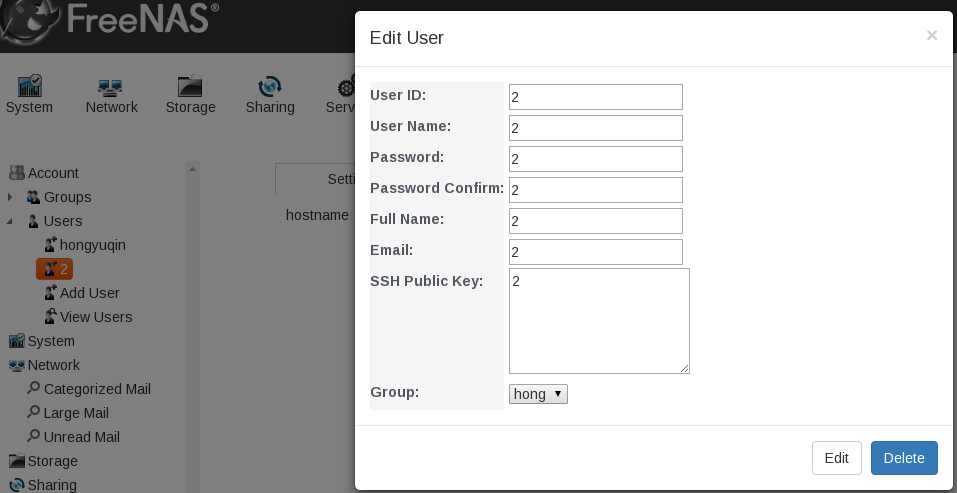 FreeNAS®
System
Network
Storage
Sharing
Serv
Account
Groups
Users
hongyuqin
2
Add User
View Users
System
Network
Categorized Mail
Large Mail
Unread Mail
Storage
Sharing
Setti
hostname
Edit User ×
User ID: 2
User Name: 2
Password: 2
Password Confirm: 2
Full Name: 2
Email: 2
SSH Public Key: 2
Group: hong
Edit Delete